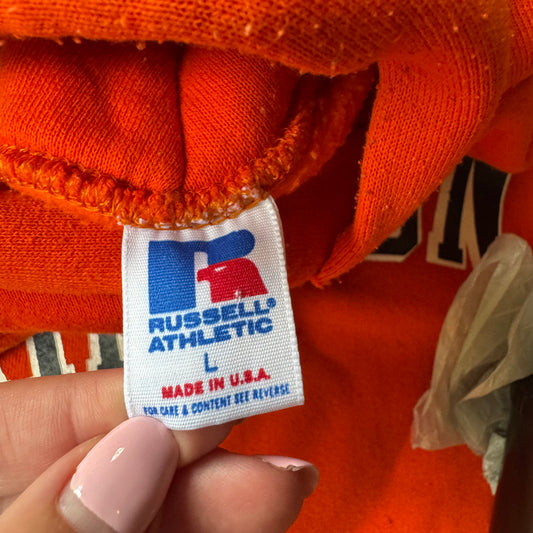 R
RUSSELL®
ATHLETIC
L
MADE IN U.S.A.
FOR CARE & CONTENT SEE REVERSE